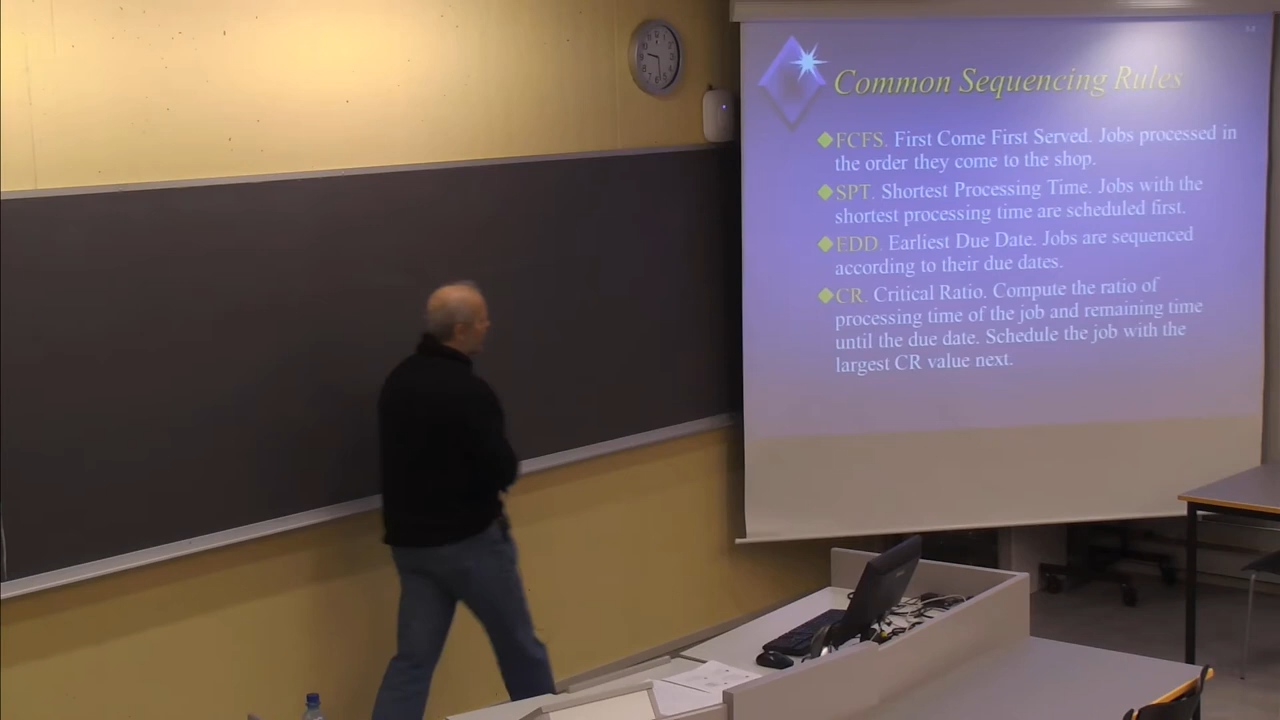 Common Sequencing Rules
FCFS. First Come First Served. Jobs processed in
the order they come to the shop.
SPT. Shortest Processing Time. Jobs with the
shortest processing time are scheduled first.
EDD. Earliest Due Date. Jobs are sequenced
according to their due dates.
CR. Critical Ratio. Compute the ratio of
processing time of the job and remaining time
until the due date. Schedule the job with the
largest CR value next.